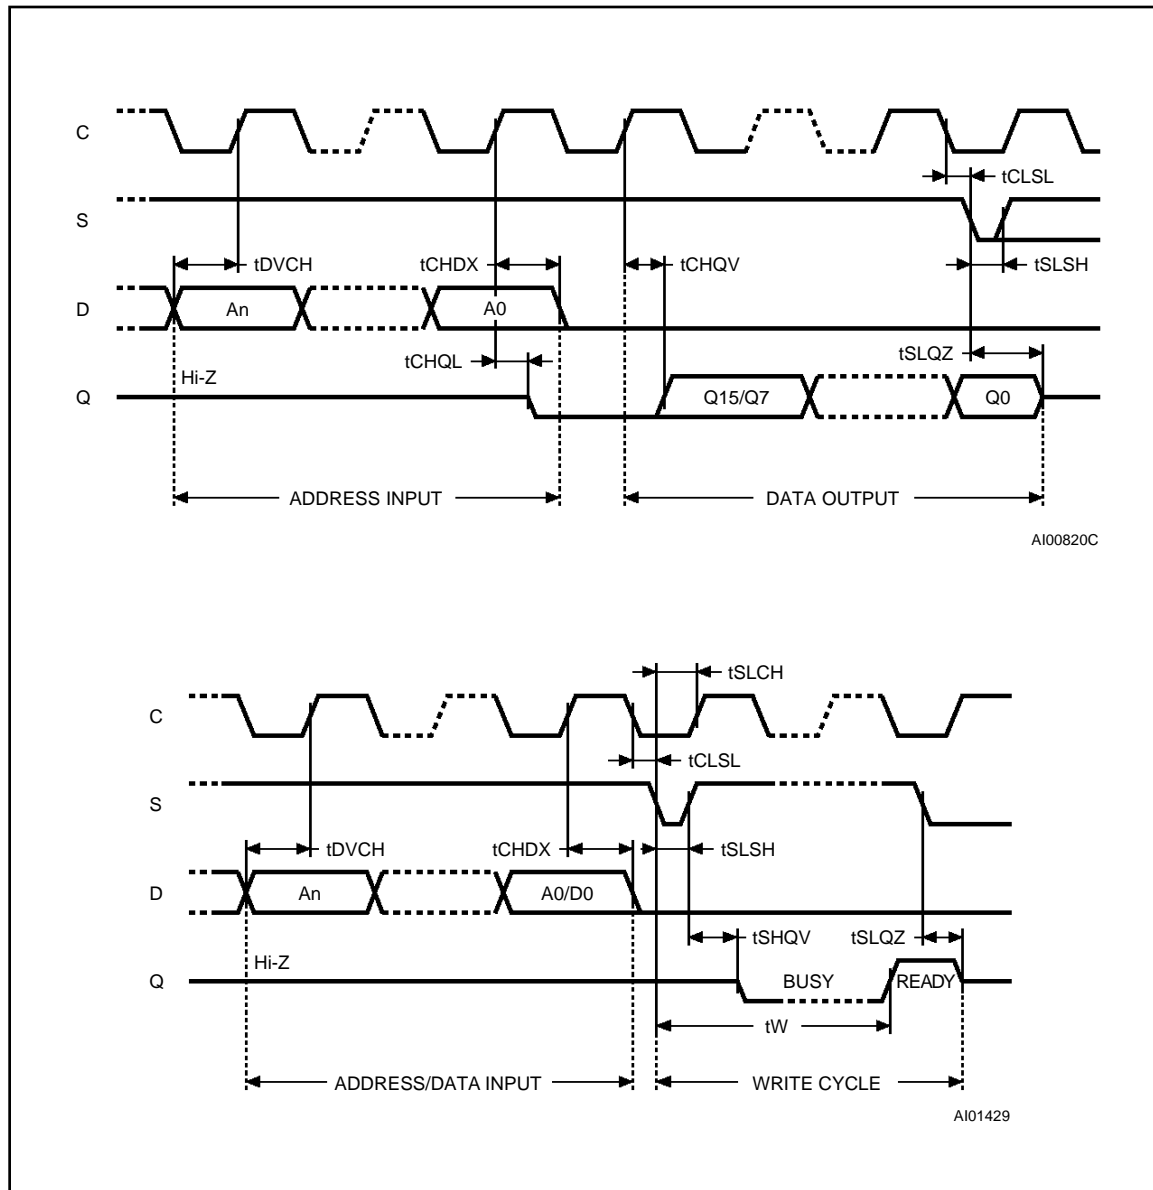 C
tCLSL
S
tDVCH
tCHDX
tCHQV
tSLSH
D
An
A0
tCHQL
tSLQZ
Hi-Z
Q
Q15/Q7
Q0
ADDRESS INPUT
DATA OUTPUT
AI00820C
tSLCH
C
tCLSL
S
tDVCH
tCHDX
tSLSH
D
An
A0/D0
tSHQV
tSLQZ
Hi-Z
Q
BUSY
READY
tW
ADDRESS/DATA INPUT
WRITE CYCLE
AI01429